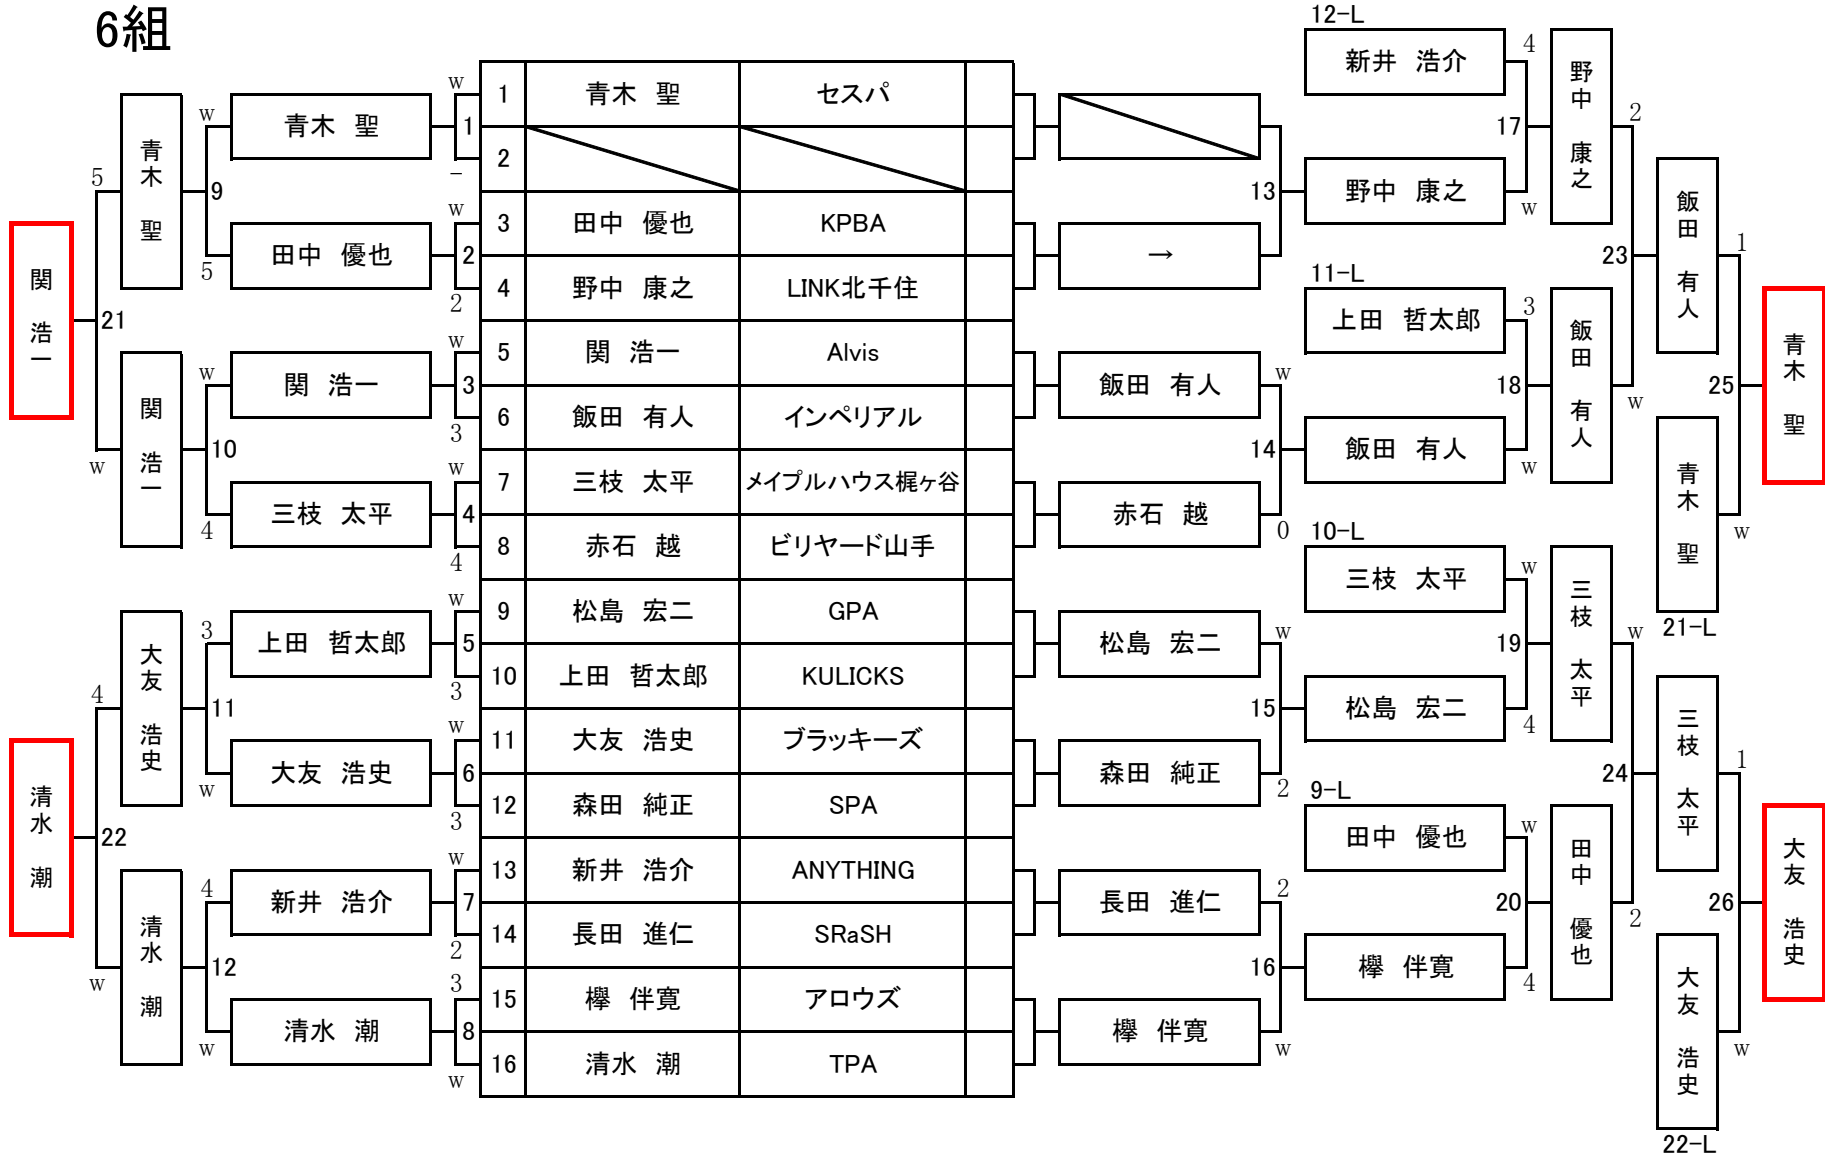 6組
1 青木 聖 セスパ
2
3 田中 優也 KPBA
4 野中 康之 LINK北千住
5 関 浩一 Alvis
6 飯田 有人 インペリアル
7 三枝 太平 メイプルハウス梶ヶ谷
8 赤石 越 ビリヤード山手
9 松島 宏二 GPA
10 上田 哲太郎 KULICKS
11 大友 浩史 ブラッキーズ
12 森田 純正 SPA
13 新井 浩介 ANYTHING
14 長田 進仁 SRaSH
15 欅 伴寛 アロウズ
16 清水 潮 TPA
w 1 -
w 2 2
w 3 3
w 4 4
w 5 3
w 6 3
w 7 2
3 8 w
青木 聖
田中 優也
関 浩一
三枝 太平
上田 哲太郎
大友 浩史
新井 浩介
清水 潮
w 9 5
w 10 4
3 11 w
4 12 w
青木 聖
関 浩一
大友 浩史
清水 潮
5 21 w
4 22 w
関 浩一
清水 潮
→
飯田 有人
赤石 越
松島 宏二
森田 純正
長田 進仁
欅 伴寛
13
w 14 0
w 15 2
2 16 w
12-L
新井 浩介
野中 康之
11-L
上田 哲太郎
飯田 有人
10-L
三枝 太平
松島 宏二
9-L
田中 優也
欅 伴寛
4 17 w
3 18 w
w 19 4
w 20 4
野中 康之
飯田 有人
三枝 太平
田中 優也
2 23 w
w 24 2
飯田 有人
青木 聖
21-L
三枝 太平
大友 浩史
22-L
1 25 w
1 26 w
青木 聖
大友 浩史